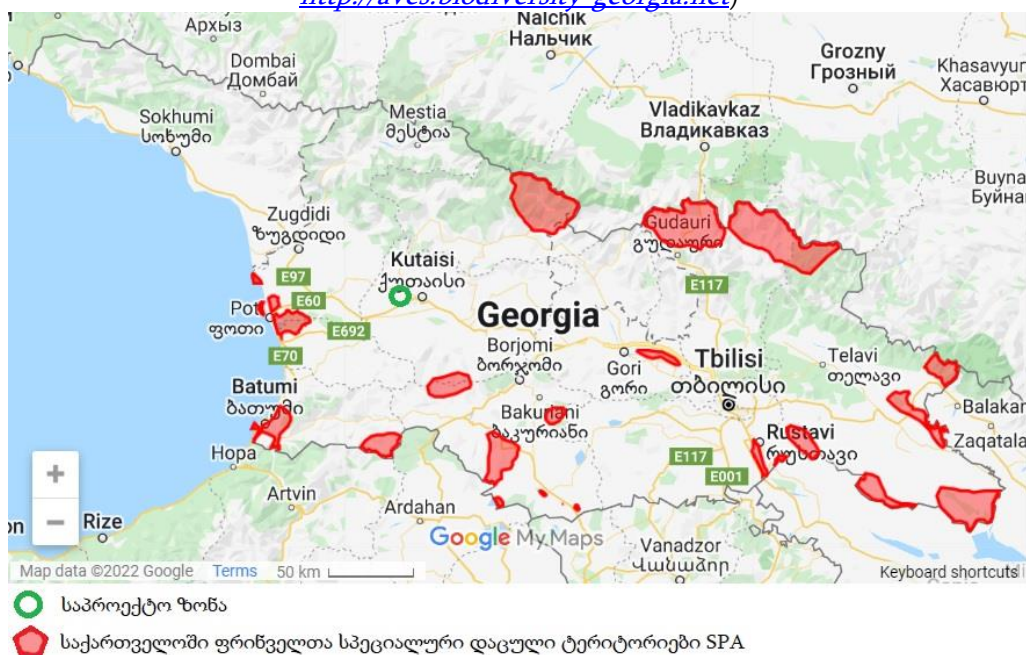 http://aves.biodiversity-georgia.net)
Архыз
Nalchik
Нальчик
Dombai
Домбай
Grozny
Грозный
Khasavyurt
Хасавюрт
Sokhumi
სოხუმი
Mestia
მესტია
Vladikavkaz
Владикавказ
Zugdidi
ზუგდიდი
Gudauri
გუდაური
Kutaisi
ქუთაისი
E97
E60
E117
Poti
ფოთი
E692
Georgia
E70
Borjomi
ბორჯომი
Gori
გორი
Tbilisi
თბილისი
Telavi
თელავი
Batumi
ბათუმი
Bakuriani
ბაკურიანი
Balakan
Rustavi
რუსთავი
Zaqatala
Hopa
E117
E001
Artvin
Ardahan
Rize
Google My Maps
Vanadzor
Վանաձոր
Map data ©2022 Google Terms 50 km
Keyboard shortcuts
საპროექტო ზონა
საქართველოში ფრინველთა სპეციალური დაცული ტერიტორიები SPA